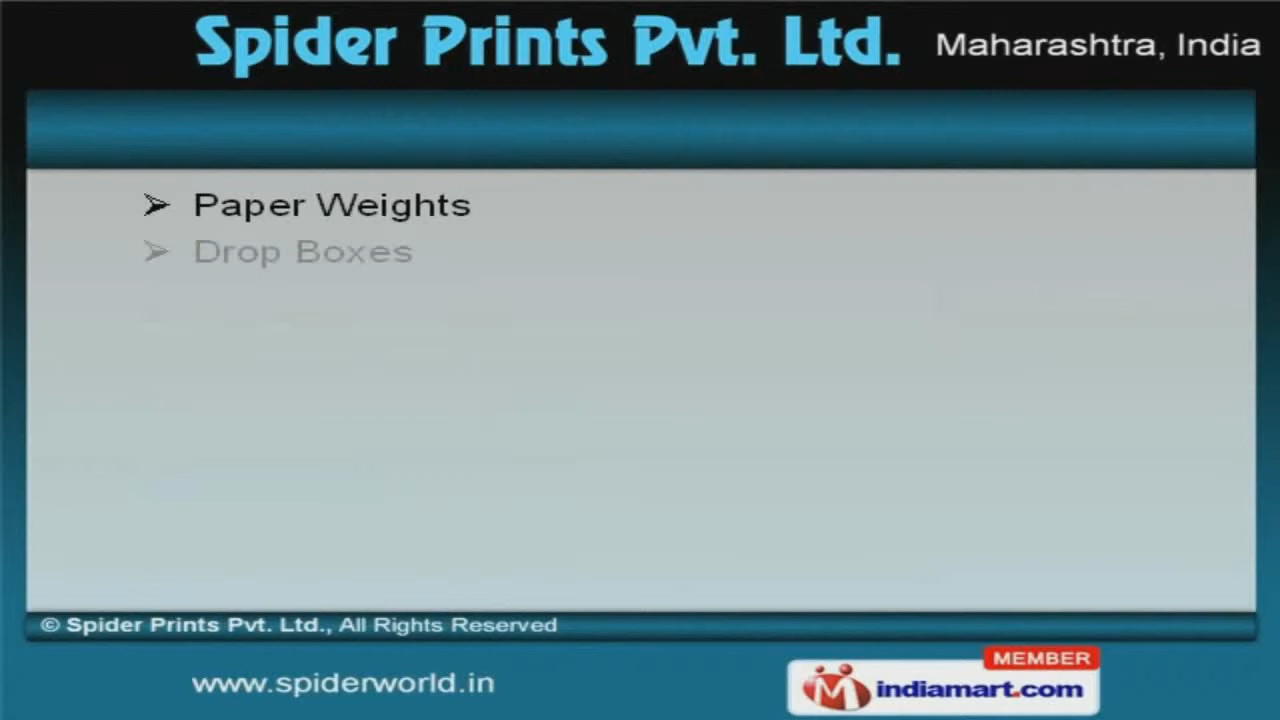 Spider Prints Pvt. Ltd. Maharashtra, India
➢ Paper Weights
➢ Drop Boxes
© Spider Prints Pvt. Ltd., All Rights Reserved
MEMBER
www.spiderworld.in
indiamart.com